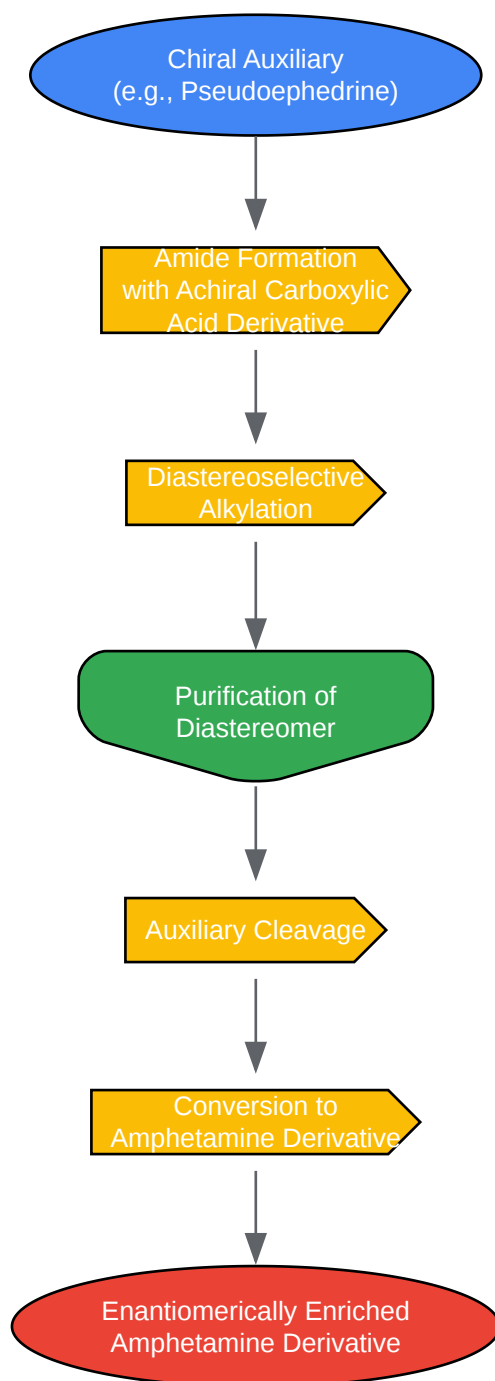 Chiral Auxiliary
(e.g., Pseudoephedrine)
Amide Formation
with Achiral Carboxylic
Acid Derivative
Diastereoselective
Alkylation
Purification of
Diastereomer
Auxiliary Cleavage
Conversion to
Amphetamine Derivative
Enantiomerically Enriched
Amphetamine Derivative